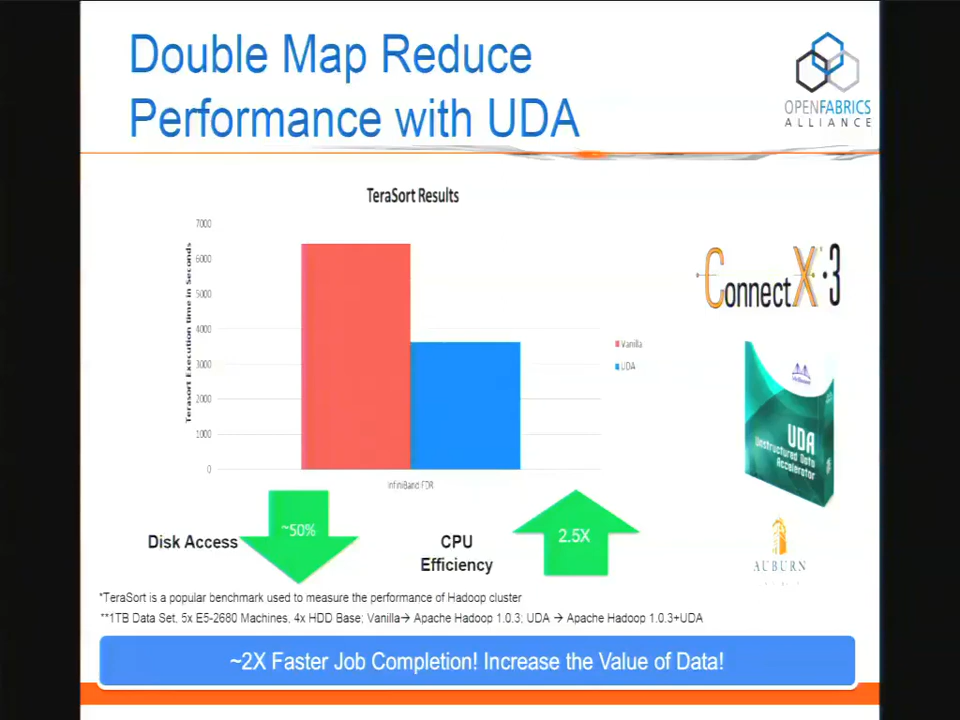 Double Map Reduce
Performance with UDA
OPENFABRICS
ALLIANCE
TeraSort Results
Terasort Execution time in Seconds
7000
6000
5000
4000
3000
2000
1000
0
InfiniBand FDR
Vanilla
UDA
ConnectX·3
Mellanox
UDA
Unstructured Data
Accelerator
Disk Access
~50%
CPU
Efficiency
2.5X
AUBURN
*TeraSort is a popular benchmark used to measure the performance of Hadoop cluster
**1TB Data Set, 5x E5-2680 Machines, 4x HDD Base; Vanilla→ Apache Hadoop 1.0.3; UDA → Apache Hadoop 1.0.3+UDA
~2X Faster Job Completion! Increase the Value of Data!